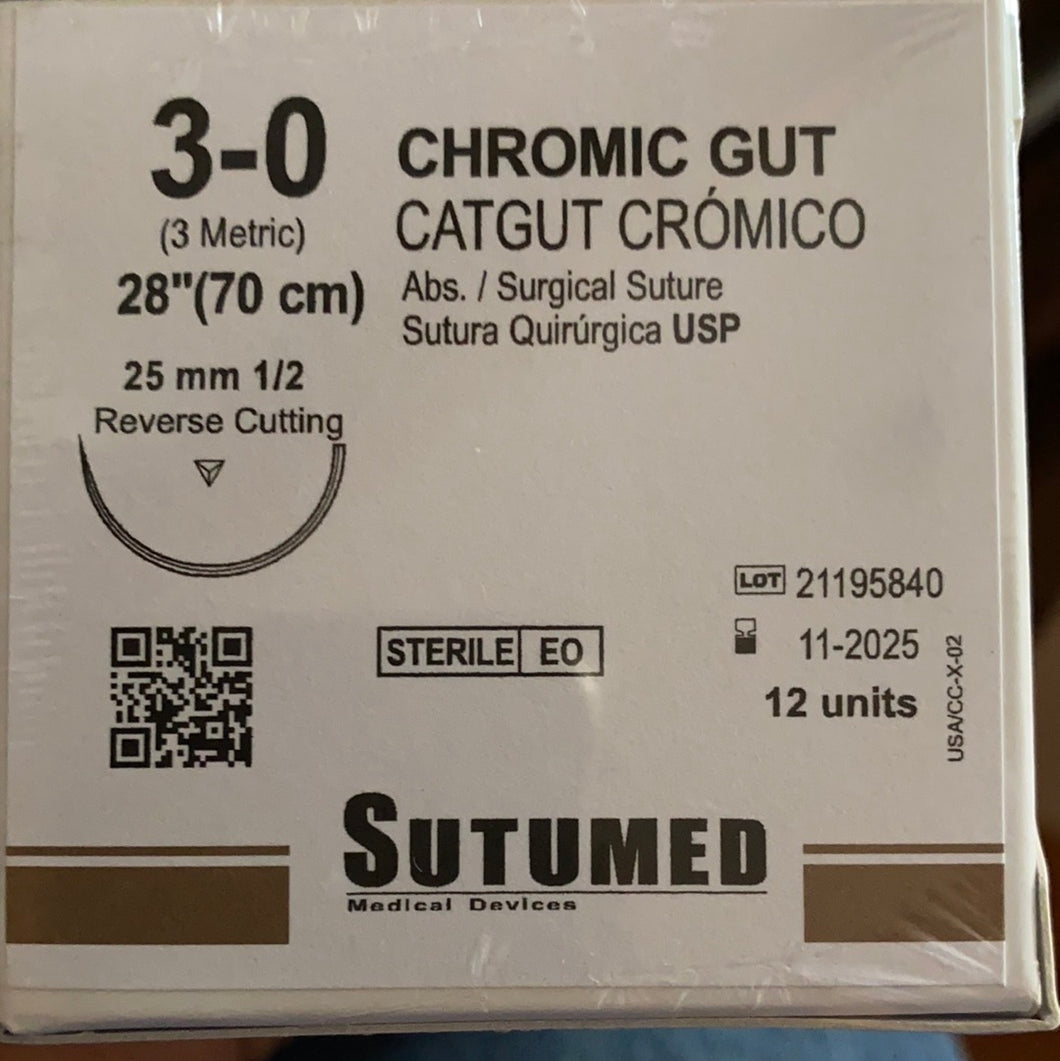 3-0
(3 Metric)
28"(70 cm)
25 mm 1/2
Reverse Cutting
CHROMIC GUT
CATGUT CRÓMICO
Abs. / Surgical Suture
Sutura Quirúrgica USP
STERILE EO
LOT 21195840
11-2025
12 units
USA/CC-X-02
SUTUMED
Medical Devices